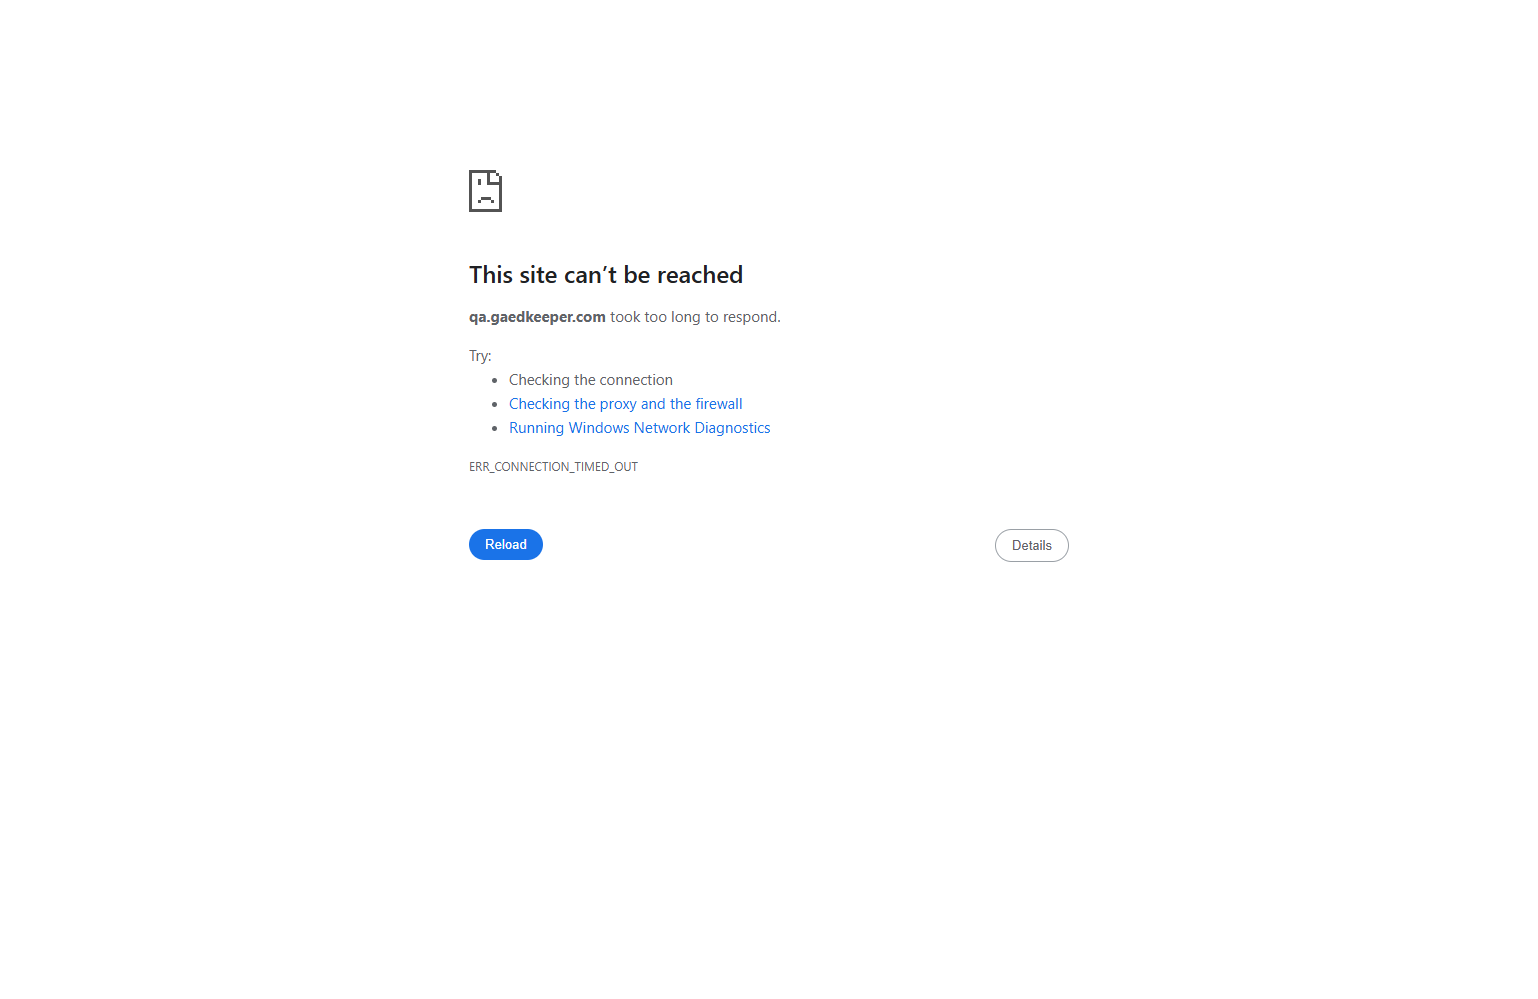 This site can’t be reached
qa.gaedkeeper.com took too long to respond.
Try:
Checking the connection
Checking the proxy and the firewall
Running Windows Network Diagnostics
ERR_CONNECTION_TIMED_OUT
Reload
Details